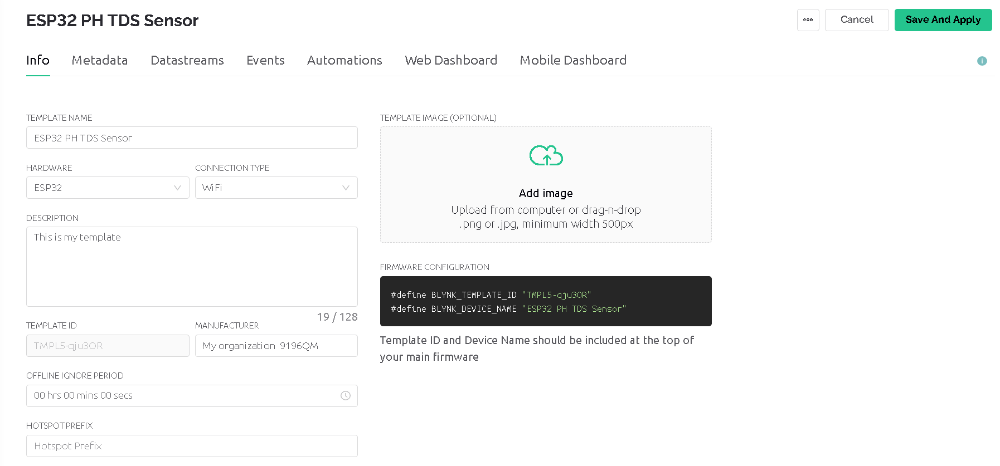 ESP32 PH TDS Sensor
Cancel
Save And Apply
Info
Metadata
Datastreams
Events
Automations
Web Dashboard
Mobile Dashboard
TEMPLATE NAME
ESP32 PH TDS Sensor
HARDWARE
CONNECTION TYPE
ESP32
WiFi
DESCRIPTION
This is my template
19 / 128
TEMPLATE ID
MANUFACTURER
TMPL5-qju3OR
My organization  9196QM
OFFLINE IGNORE PERIOD
00 hrs 00 mins 00 secs
HOTSPOT PREFIX
Hotspot Prefix
TEMPLATE IMAGE (OPTIONAL)
Add image
Upload from computer or drag-n-drop
.png or .jpg, minimum width 500px
FIRMWARE CONFIGURATION
#define BLYNK_TEMPLATE_ID "TMPL5-qju3OR"
#define BLYNK_DEVICE_NAME "ESP32 PH TDS Sensor"
Template ID and Device Name should be included at the top of
your main firmware